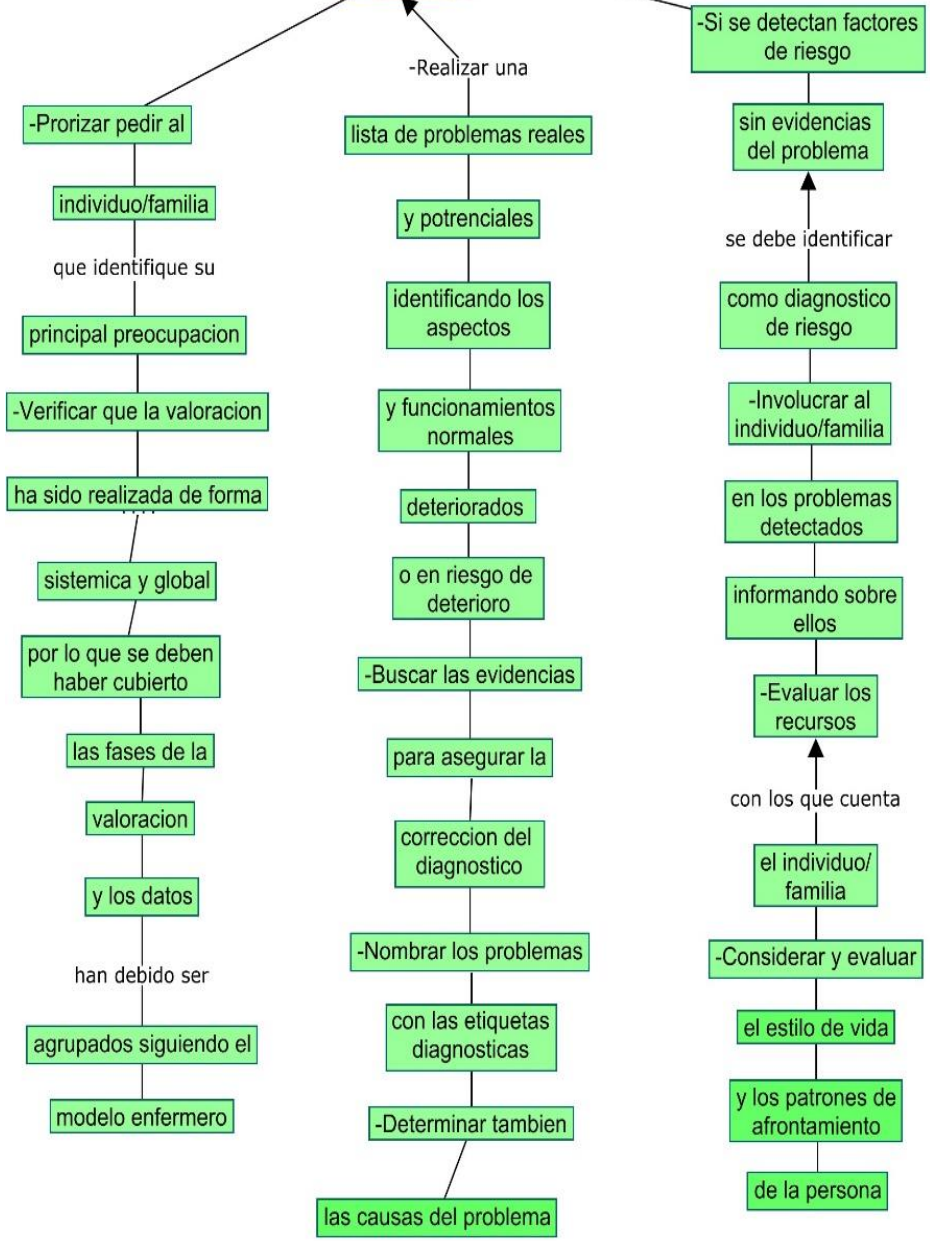 -Prorizar pedir al
individuo/familia
que identifique su
principal preocupacion
-Verificar que la valoracion
ha sido realizada de forma
sistemica y global
por lo que se deben
haber cubierto
las fases de la
valoracion
y los datos
han debido ser
agrupados siguiendo el
modelo enfermero
-Realizar una
lista de problemas reales
y potrenciales
identificando los
aspectos
y funcionamientos
normales
deteriorados
o en riesgo de
deterioro
-Buscar las evidencias
para asegurar la
correccion del
diagnostico
-Nombrar los problemas
con las etiquetas
diagnosticas
-Determinar tambien
las causas del problema
-Si se detectan factores
de riesgo
sin evidencias
del problema
se debe identificar
como diagnostico
de riesgo
-Involucrar al
individuo/familia
en los problemas
detectados
informando sobre
ellos
-Evaluar los
recursos
con los que cuenta
el individuo/
familia
-Considerar y evaluar
el estilo de vida
y los patrones de
afrontamiento
de la persona